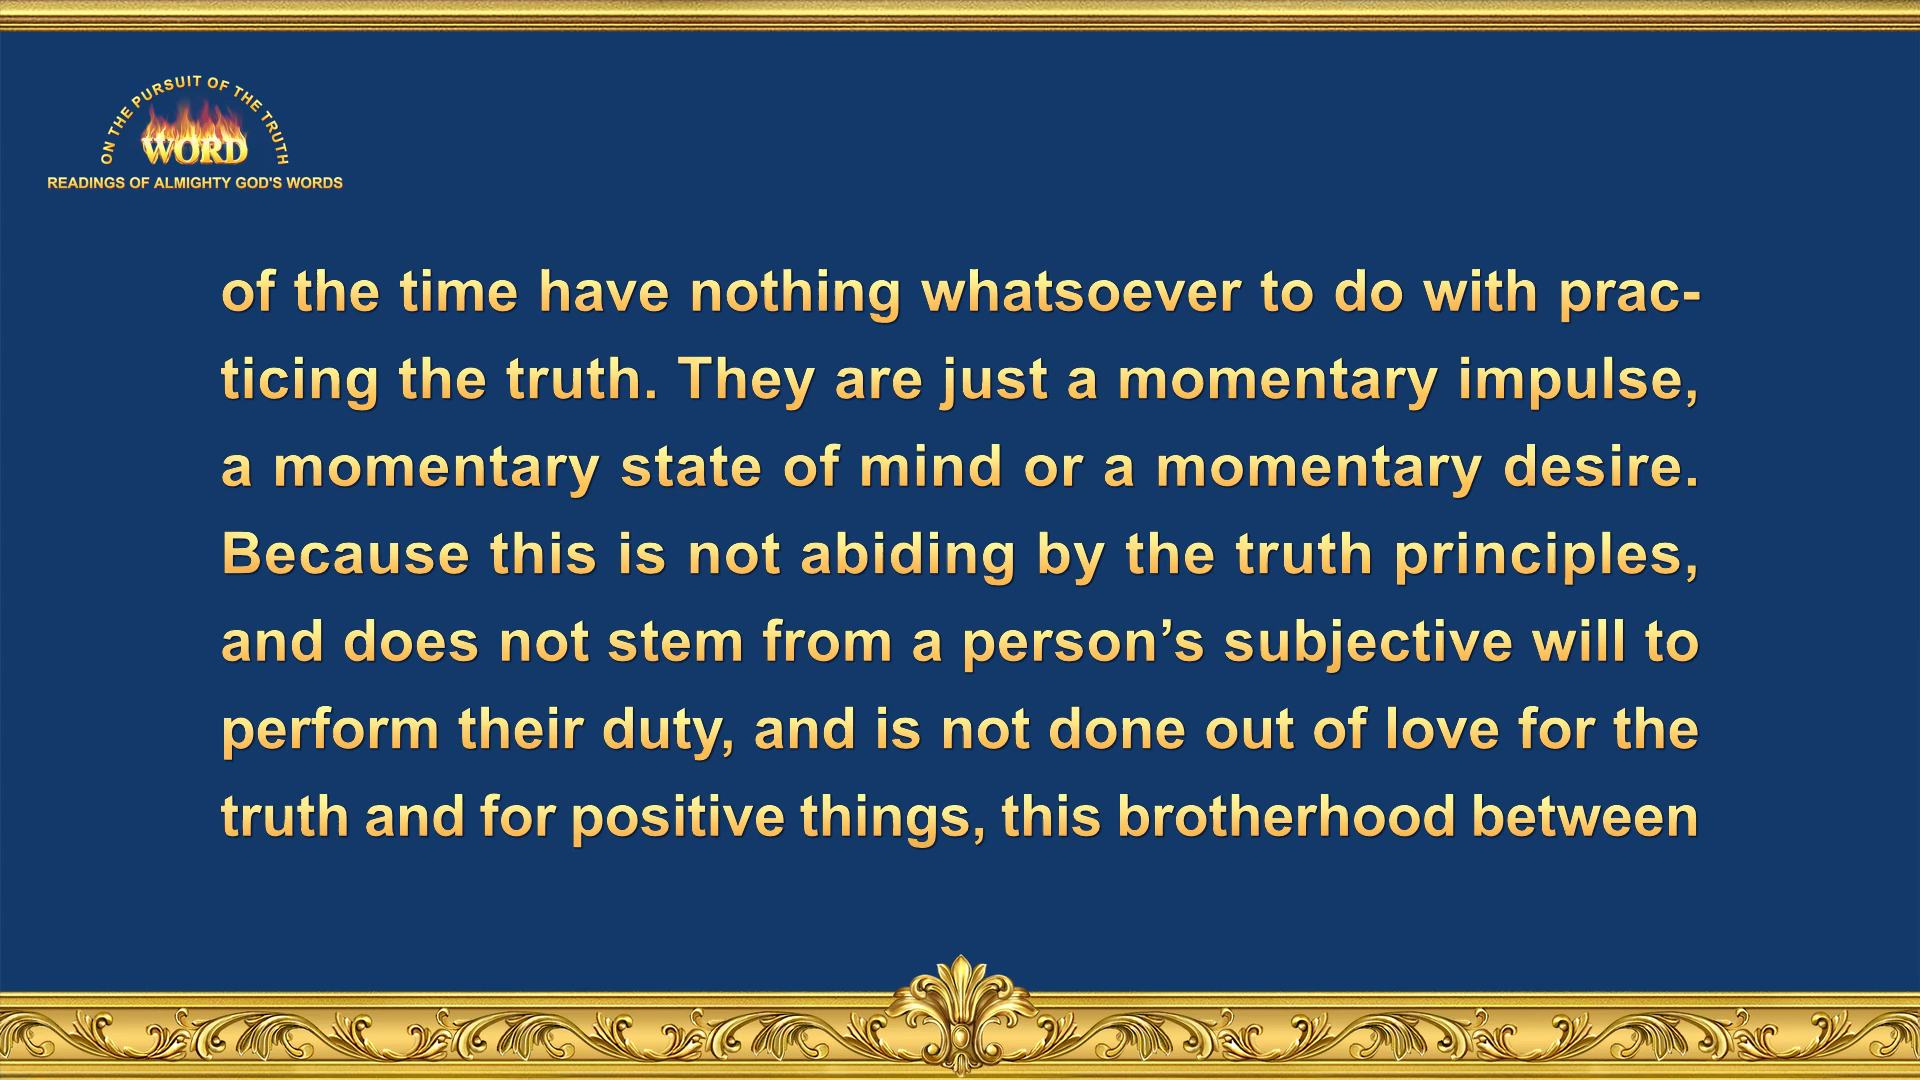 ON THE PURSUIT OF THE TRUTH
WORD
READINGS OF ALMIGHTY GOD'S WORDS
of the time have nothing whatsoever to do with prac-
ticing the truth. They are just a momentary impulse,
a momentary state of mind or a momentary desire.
Because this is not abiding by the truth principles,
and does not stem from a person’s subjective will to
perform their duty, and is not done out of love for the
truth and for positive things, this brotherhood between